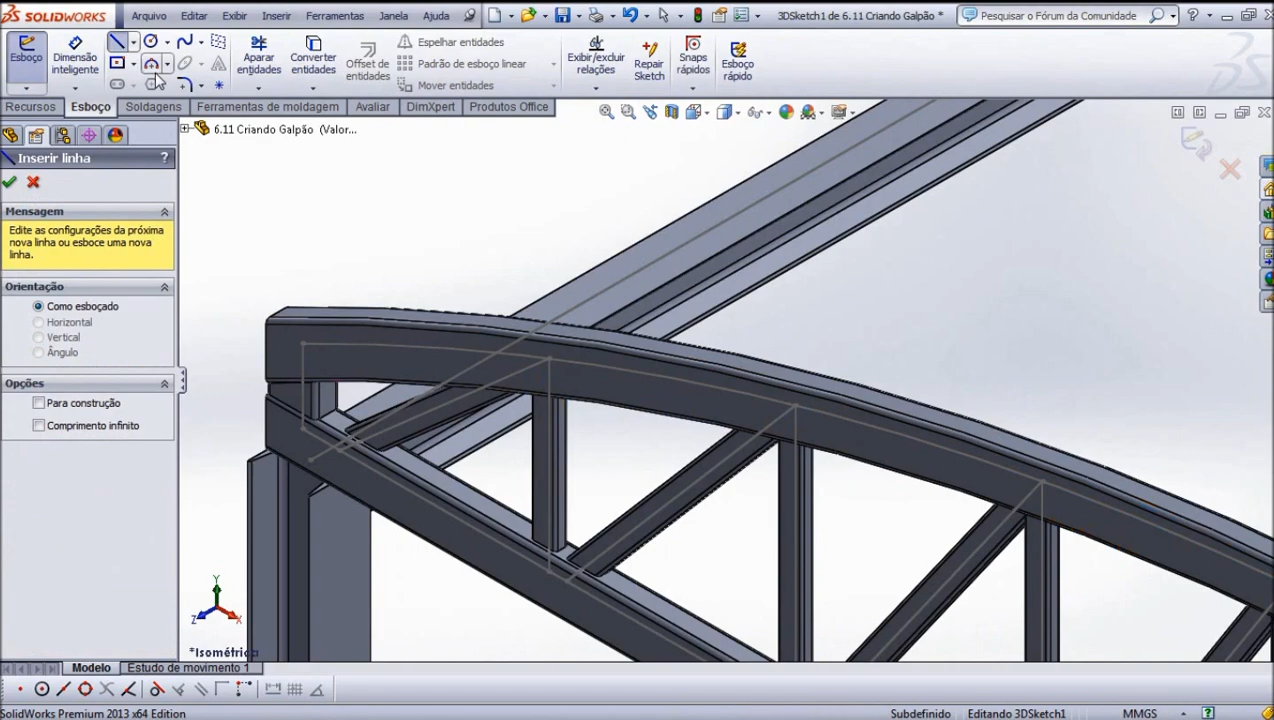 SOLIDWORKS Arquivo Editar Exibir Inserir Ferramentas Janela Ajuda 3DSketch1 de 6.11 Criando Galpão * Pesquisar o Fórum da Comunidade ?
Esboço Dimensão inteligente Aparar entidades Converter entidades Offset de entidades Espelhar entidades Exibir/excluir relações Repair Sketch Snaps rápidos Esboço rápido
Padrão de esboço linear
Mover entidades
Recursos Esboço Soldagens Ferramentas de moldagem Avaliar DimXpert Produtos Office
6.11 Criando Galpão (Valor...
Inserir linha ?
Mensagem
Edite as configurações da próxima
nova linha ou esboce uma nova
linha.
Orientação
Como esboçado
Horizontal
Vertical
Ângulo
Opções
Para construção
Comprimento infinito
Y
Z X
*Isométrica
Modelo Estudo de movimento 1
SolidWorks Premium 2013 x64 Edition Subdefinido Editando 3DSketch1 MMGS ?